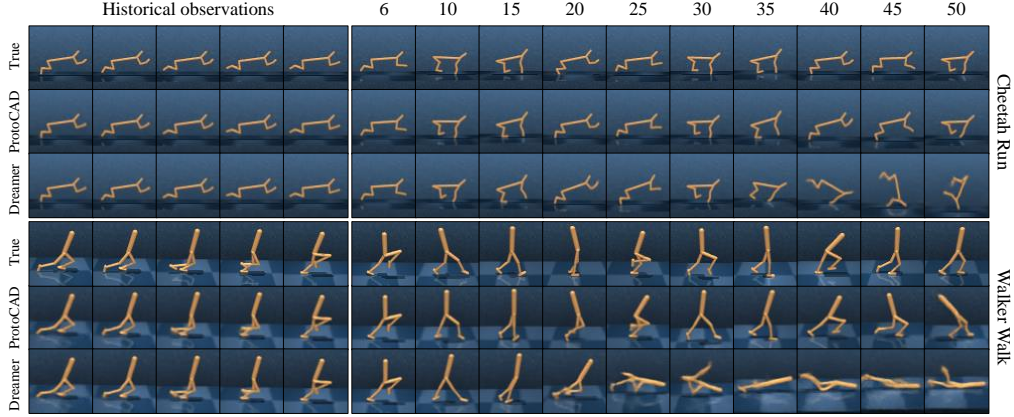 Historical observations 6 10 15 20 25 30 35 40 45 50
True
ProtoCAD
Dreamer
Cheetah Run
True
ProtoCAD
Dreamer
Walker Walk